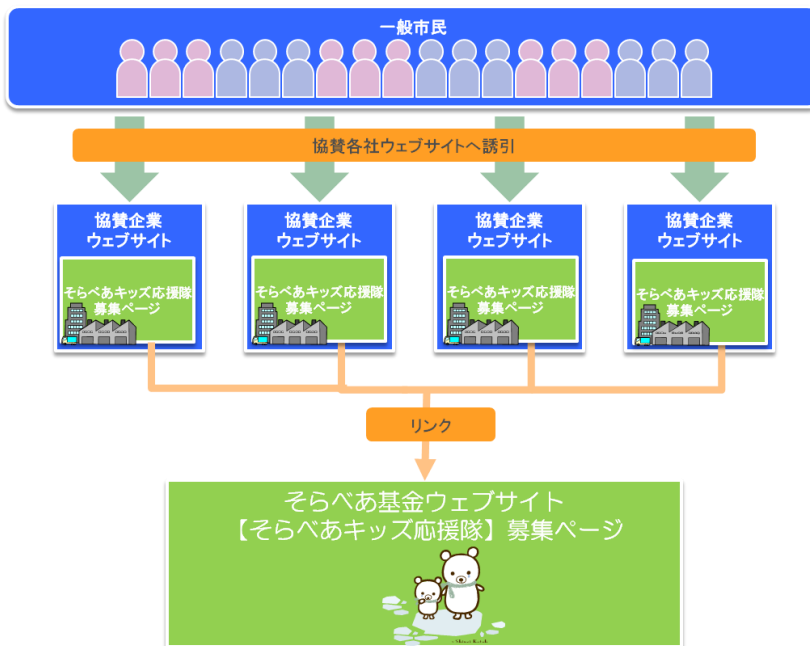 一般市民
協賛各社ウェブサイトへ誘引
協賛企業
ウェブサイト
そらべあキッズ応援隊
募集ページ
協賛企業
ウェブサイト
そらべあキッズ応援隊
募集ページ
協賛企業
ウェブサイト
そらべあキッズ応援隊
募集ページ
協賛企業
ウェブサイト
そらべあキッズ応援隊
募集ページ
リンク
そらべあ基金ウェブサイト
【そらべあキッズ応援隊】募集ページ